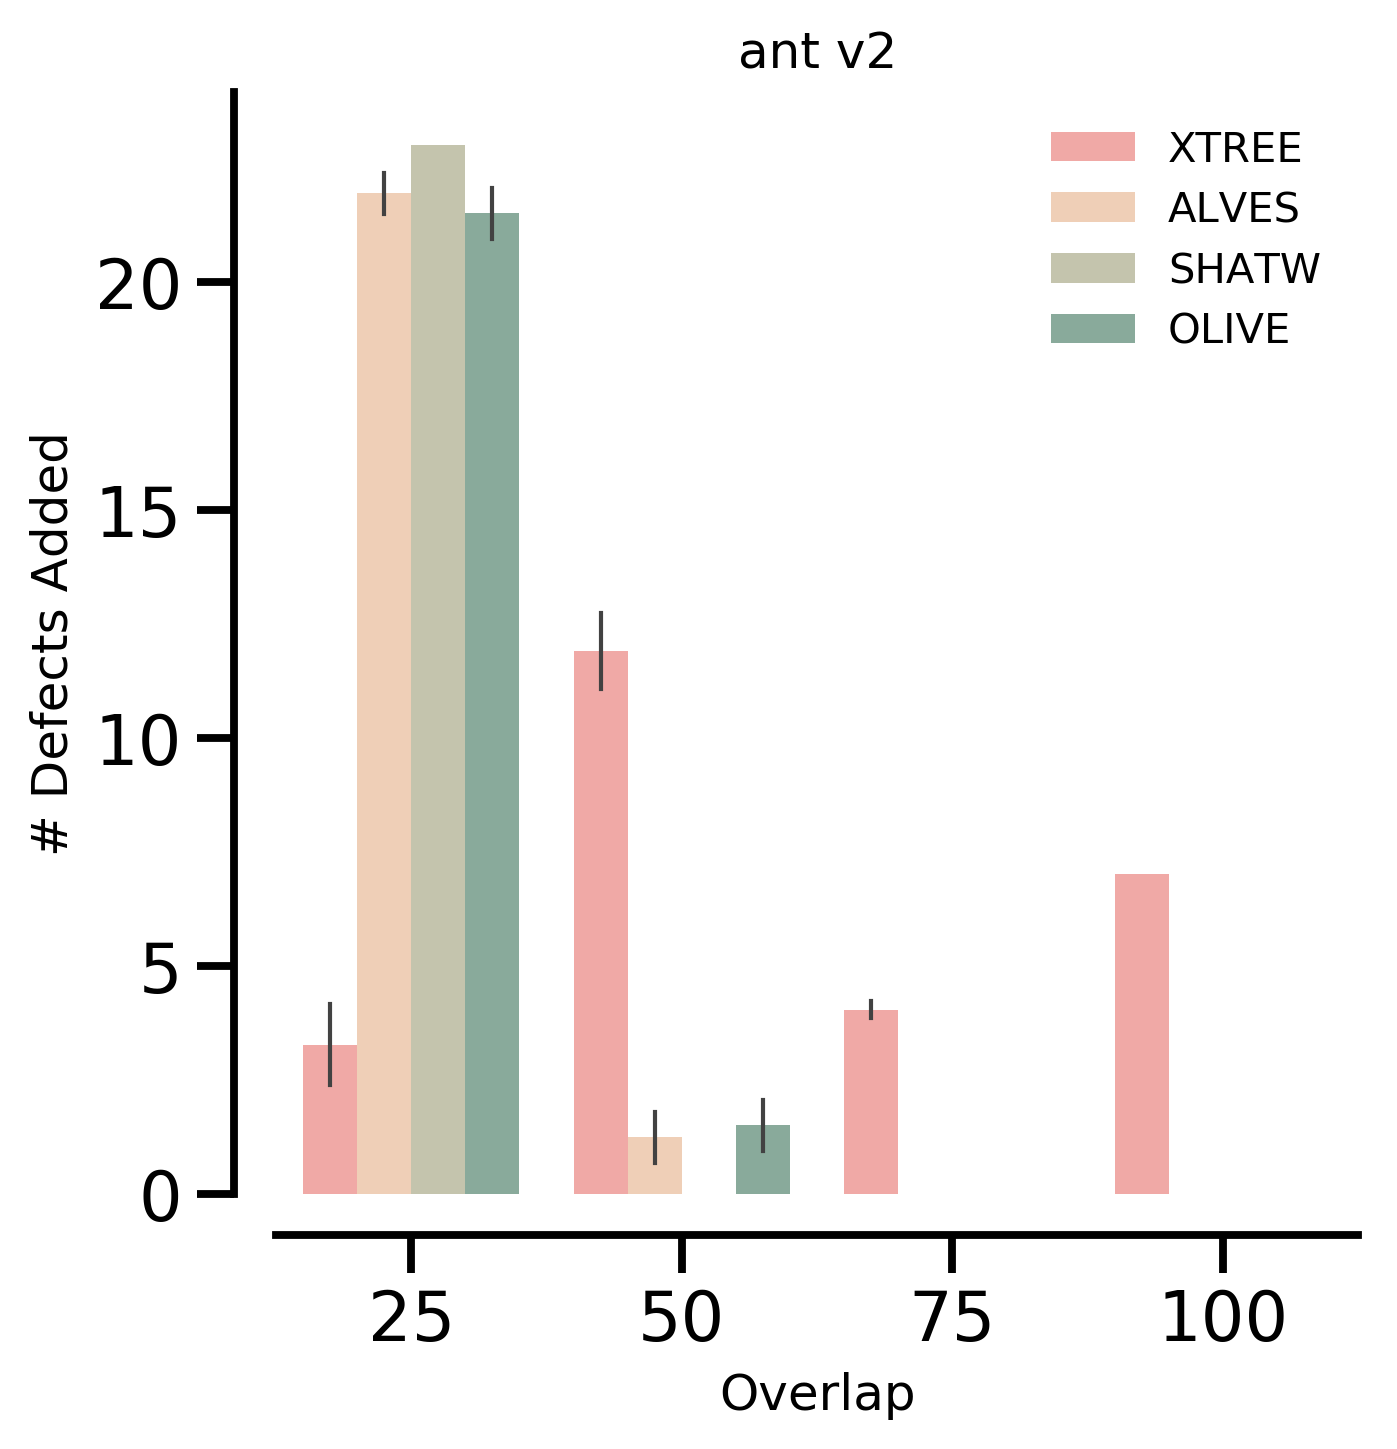 ant v2
XTREE
ALVES
SHATW
OLIVE
# Defects Added
20
15
10
5
0
25 50 75 100
Overlap